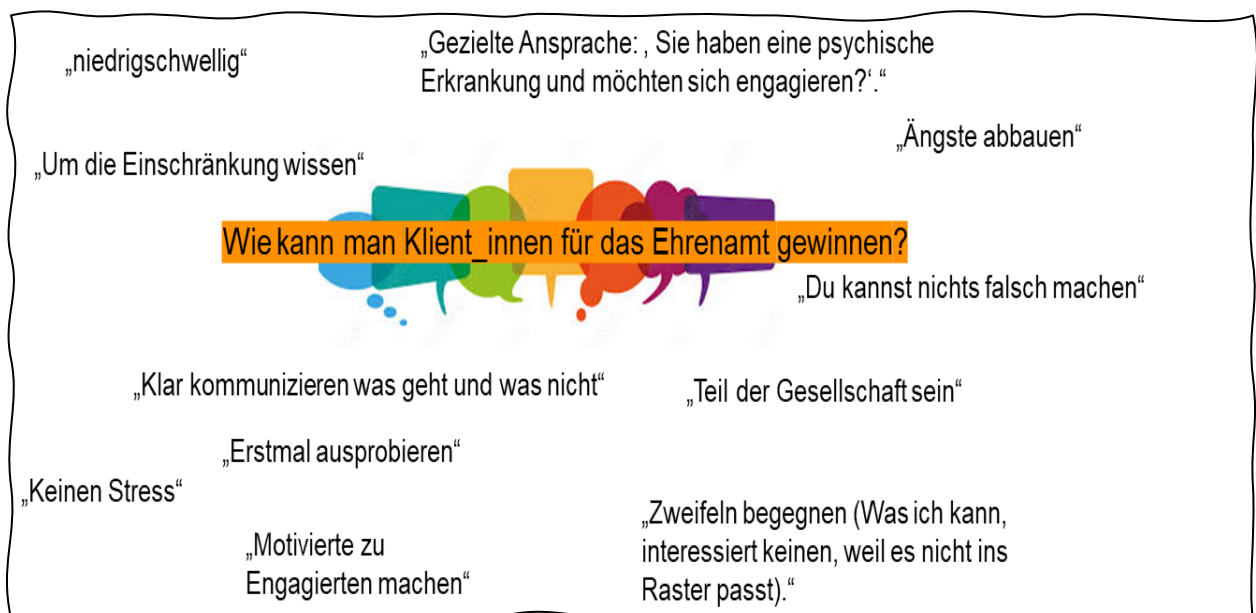 „niedrigschwellig“
„Gezielte Ansprache: ‚ Sie haben eine psychische
Erkrankung und möchten sich engagieren?‘.“
„Ängste abbauen“
„Um die Einschränkung wissen“
Wie kann man Klient_innen für das Ehrenamt gewinnen?
„Du kannst nichts falsch machen“
„Klar kommunizieren was geht und was nicht“
„Teil der Gesellschaft sein“
„Erstmal ausprobieren“
„Keinen Stress“
„Motivierte zu
Engagierten machen“
„Zweifeln begegnen (Was ich kann,
interessiert keinen, weil es nicht ins
Raster passt).“